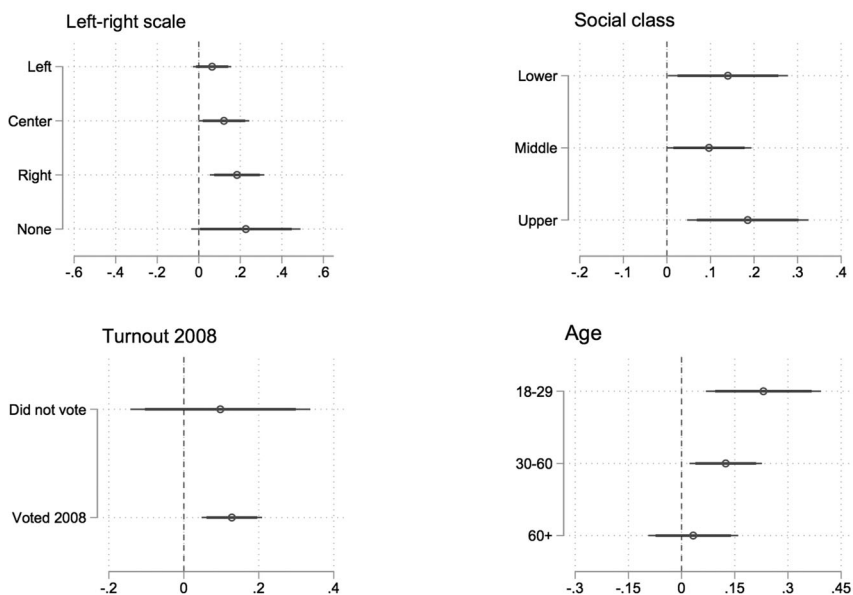 Left-right scale
Left
Center
Right
None
-.6 -.4 -.2 0 .2 .4 .6
Social class
Lower
Middle
Upper
-.2 -.1 0 .1 .2 .3 .4
Turnout 2008
Did not vote
Voted 2008
-.2 0 .2 .4
Age
18-29
30-60
60+
-.3 -.15 0 .15 .3 .45